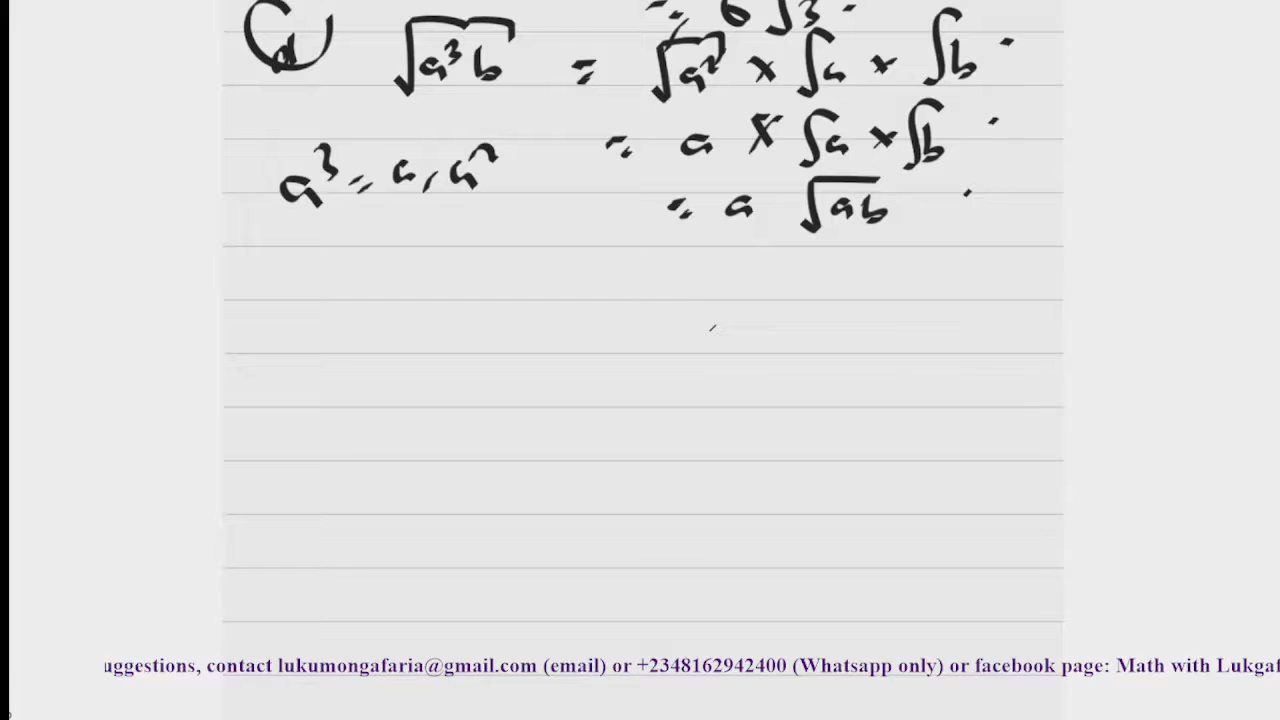 = 6 √3 .
d √a³b = √a² × √a × √b .
= a × √a × √b .
a³ = a . a²
= a √ab .
uggestions, contact lukumongafaria@gmail.com (email) or +2348162942400 (Whatsapp only) or facebook page: Math with Lukgaf